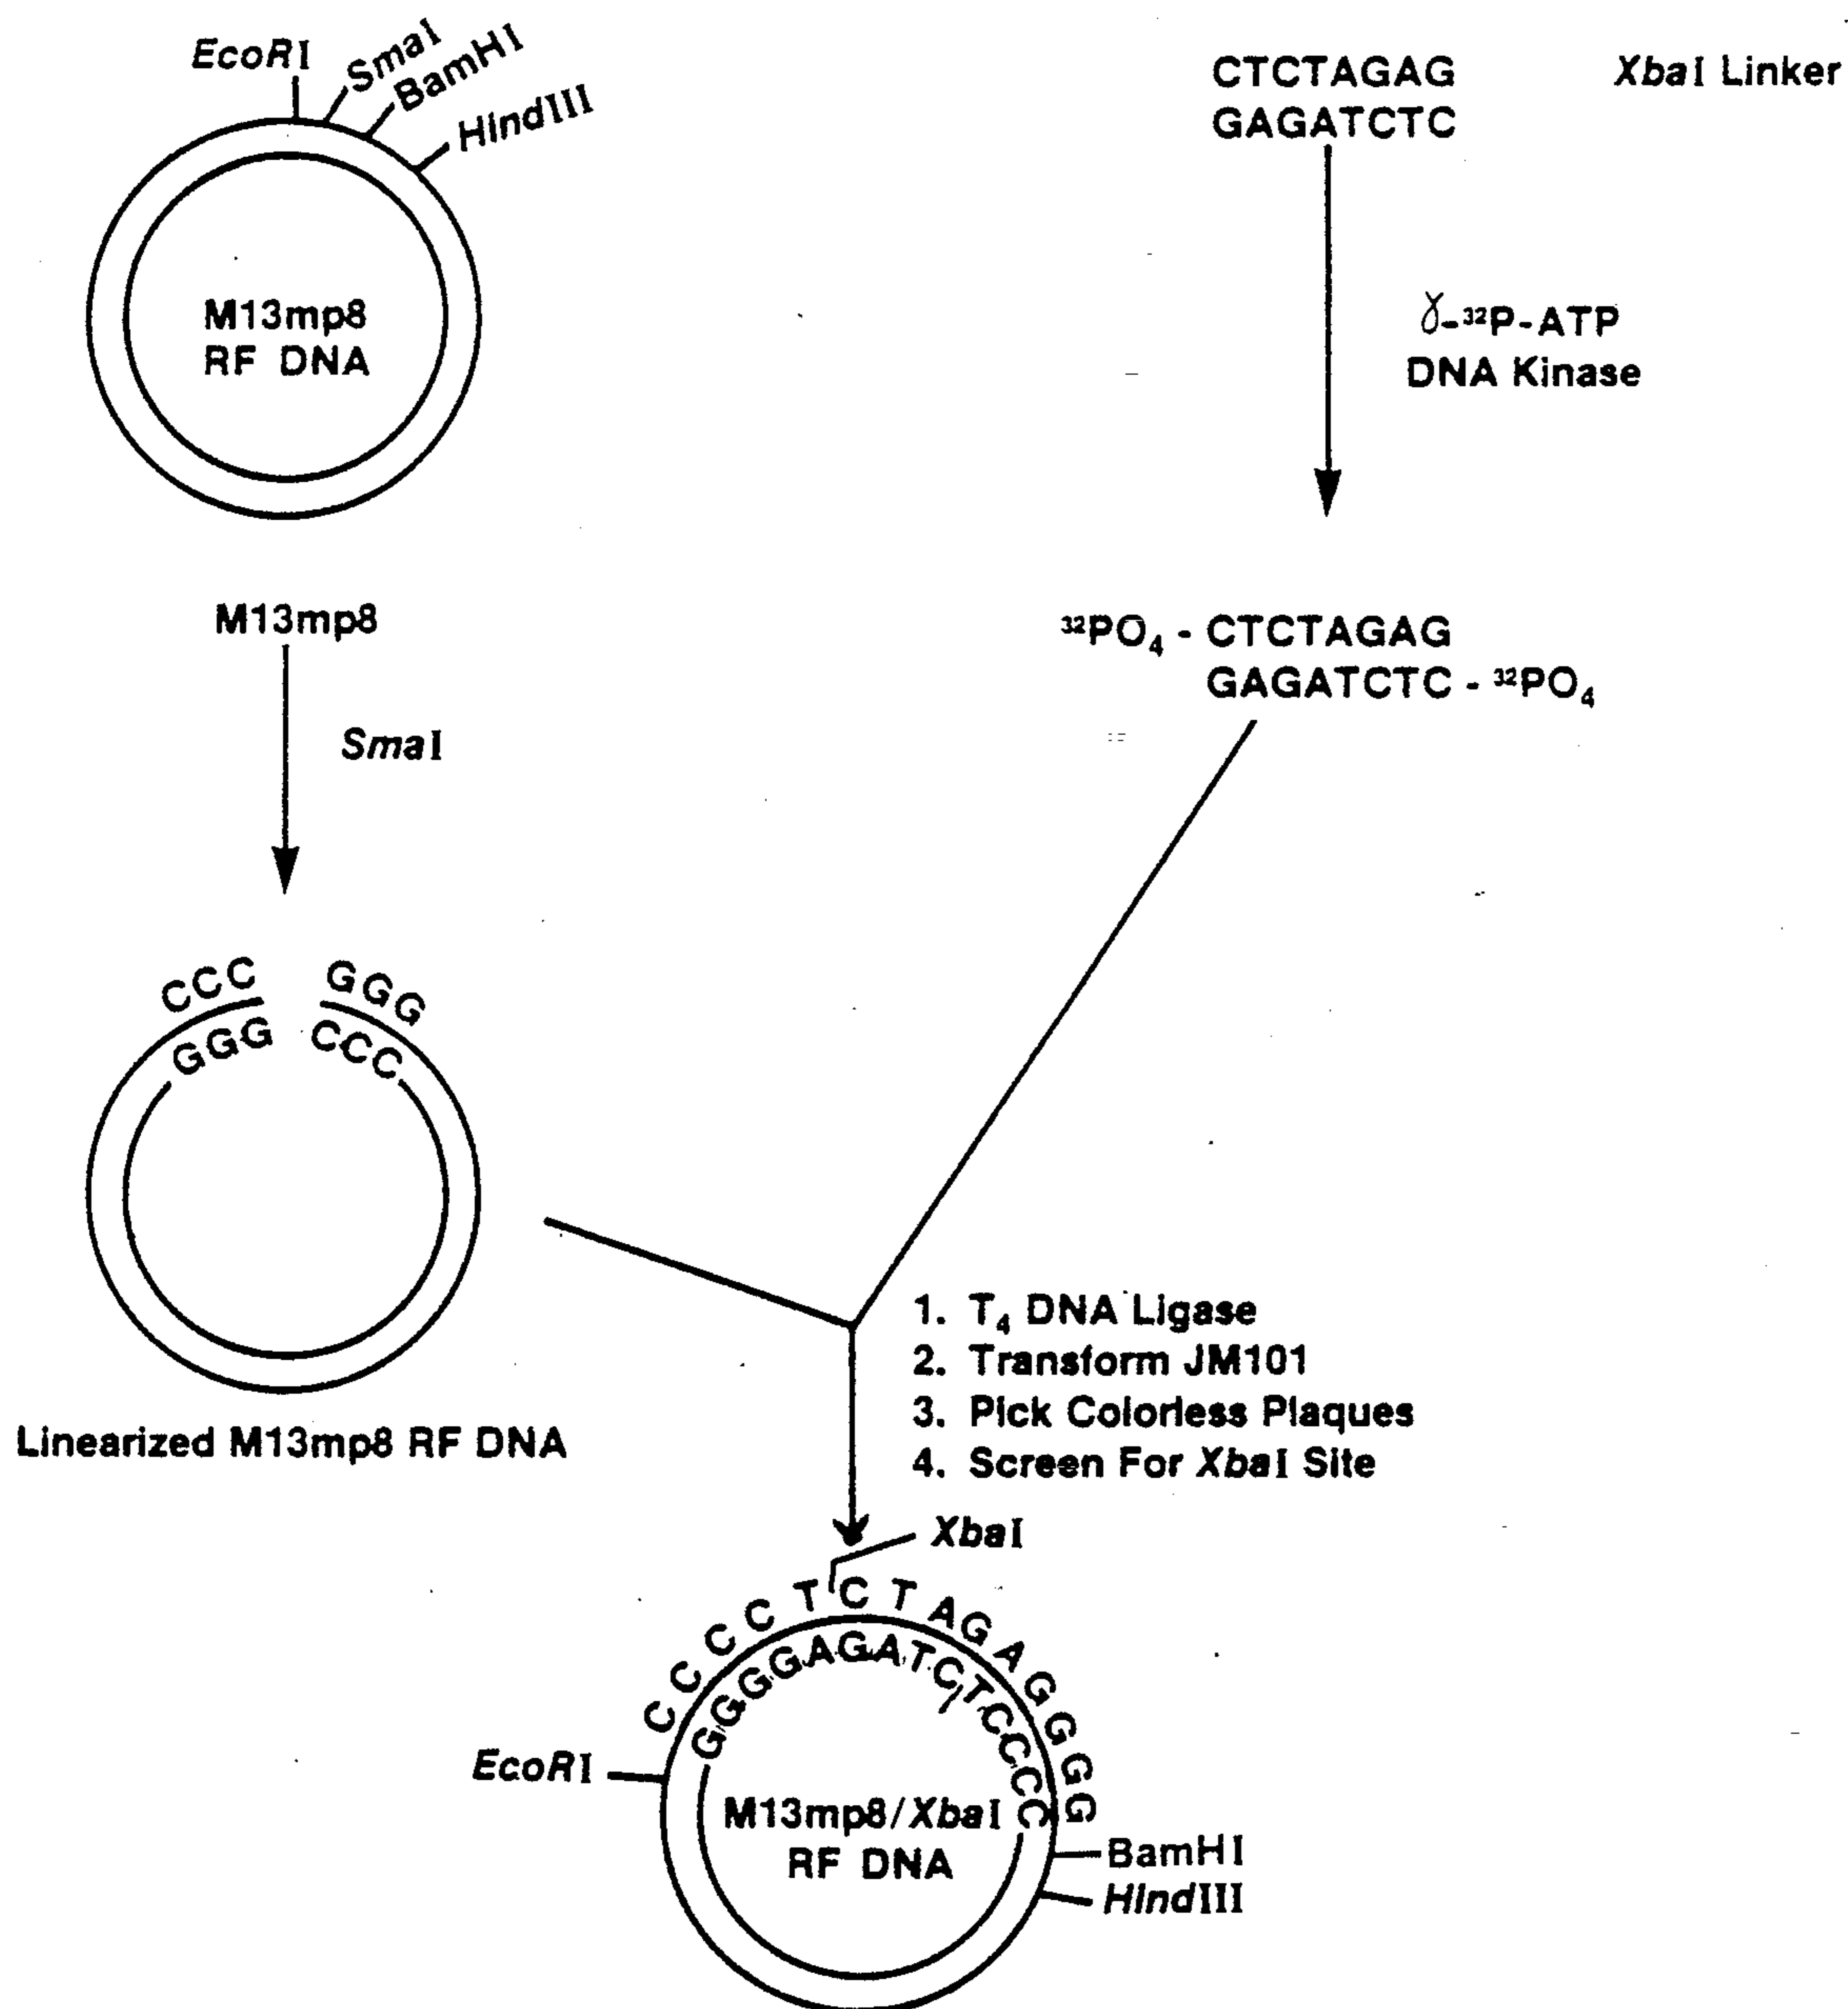 EcoRI
SmaI
BamHI
HindIII
M13mp8
RF DNA
CTCTAGAG
GAGATCTC
XbaI Linker
γ-³²P-ATP
DNA Kinase
M13mp8
SmaI
³²PO₄ - CTCTAGAG
GAGATCTC - ³²PO₄
CCC GGG
GGG CCC
Linearized M13mp8 RF DNA
1. T₄ DNA Ligase
2. Transform JM101
3. Pick Colorless Plaques
4. Screen For XbaI Site
XbaI
CCCCTCTAGAGGGG
GGGGAGATCTCCCC
EcoRI
M13mp8/XbaI
RF DNA
BamHI
HindIII